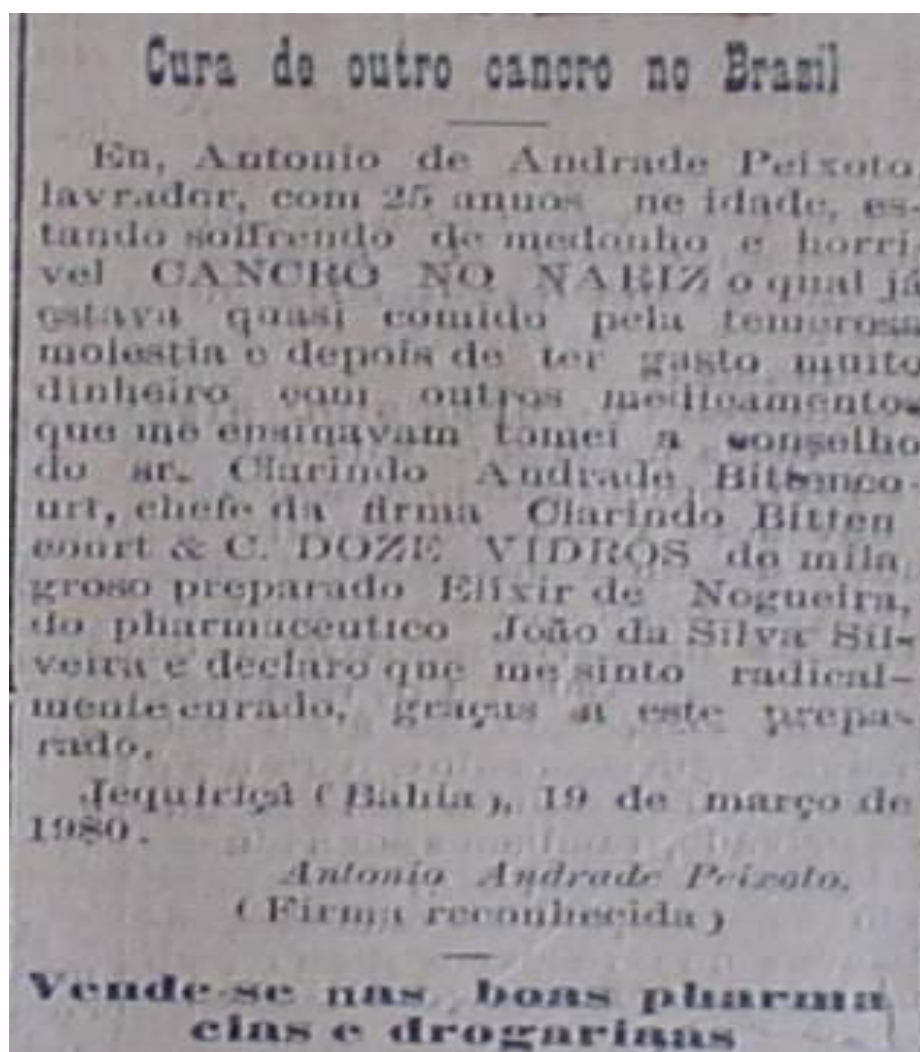 Cura de outro cancro no Brazil
En, Antonio de Andrade Peixoto
lavrador, com 25 annos ne idade, es-
tando soffrendo de medonho e horri
vel CANCRO NO NARIZ o qual já
estava quasi comido pela temerosa
molestia e depois de ter gasto muito
dinheiro com outros medicamentos
que me ensinavam tomei a conselho
do sr. Clarindo Andrade Bittenco-
urt, chefe da firma Clarindo Bitten
court & C. DOZE VIDROS do mila
groso preparado Elixir de Nogueira,
do pharmaceutico João da Silva Sil-
veira e declaro que me sinto radical-
mente curado, graças a este prepa-
rado.
Jequiriçá (Bahia), 19 de março de
1980.
Antonio Andrade Peixoto.
(Firma reconhecida)
Vende-se nas boas pharma
cias e drogariaas